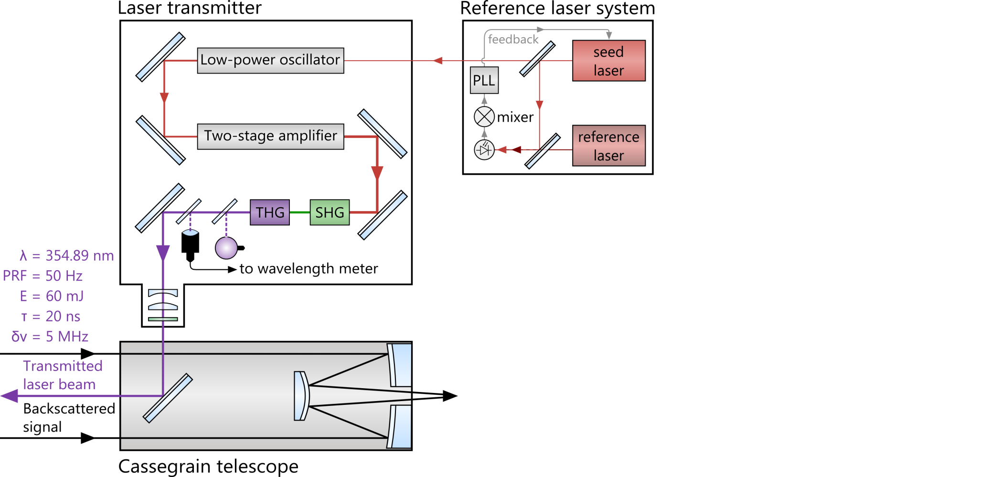 Laser transmitter
Reference laser system
feedback
seed
laser
Low-power oscillator
PLL
mixer
Two-stage amplifier
reference
laser
THG
SHG
to wavelength meter
λ = 354.89 nm
PRF = 50 Hz
E = 60 mJ
τ = 20 ns
δν = 5 MHz
Transmitted
laser beam
Backscattered
signal
Cassegrain telescope